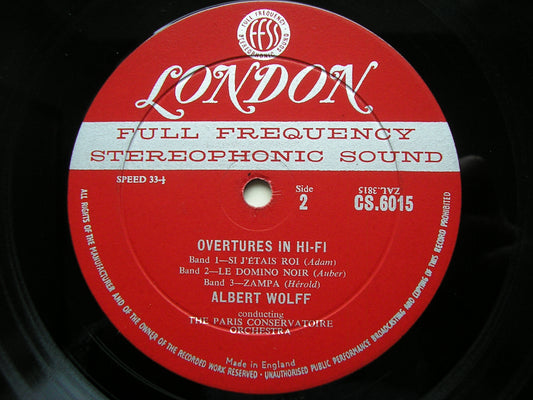 FULL FREQUENCY
FFSS
STEREOPHONIC SOUND
LONDON
FULL FREQUENCY
STEREOPHONIC SOUND
SPEED 33⅓
Side
2
ZAL.3815
CS.6015
OVERTURES IN HI-FI
Band 1—SI J'ÉTAIS ROI (Adam)
Band 2—LE DOMINO NOIR (Auber)
Band 3—ZAMPA (Hérold)
ALBERT WOLFF
conducting
THE PARIS CONSERVATOIRE
ORCHESTRA
Made in England
ALL RIGHTS OF THE MANUFACTURER AND OF THE OWNER OF THE RECORDED WORK RESERVED - UNAUTHORISED PUBLIC PERFORMANCE BROADCASTING AND COPYING OF THIS RECORD PROHIBITED